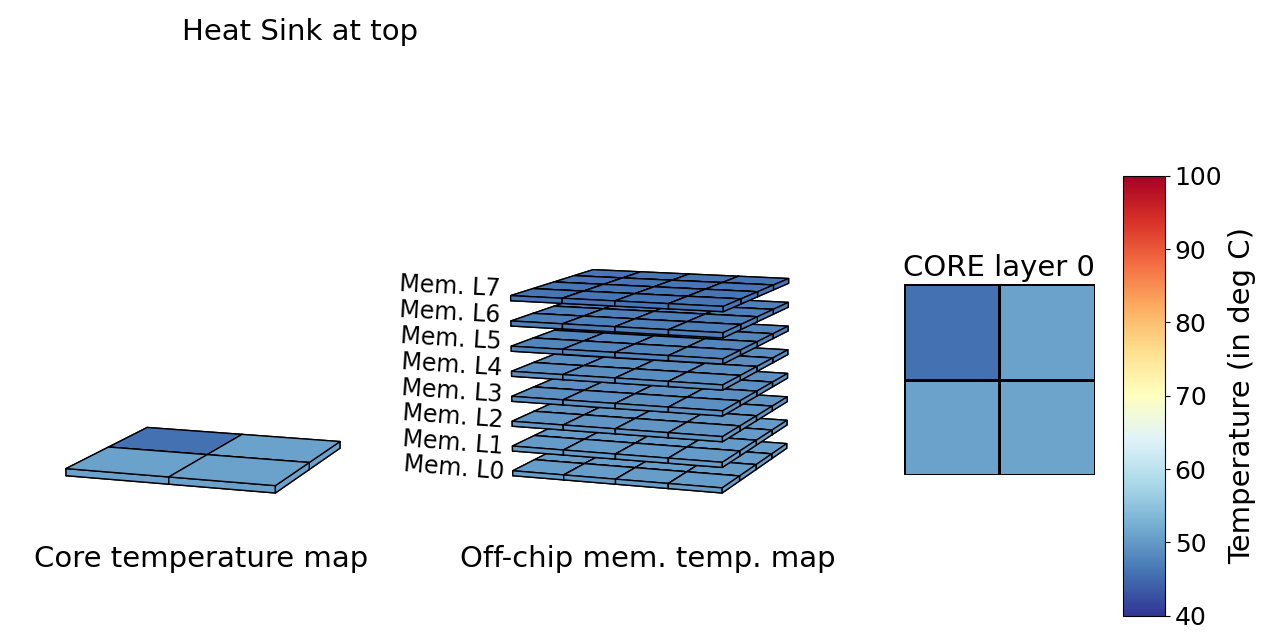 Heat Sink at top
Mem. L7
Mem. L6
Mem. L5
Mem. L4
Mem. L3
Mem. L2
Mem. L1
Mem. L0
Core temperature map
Off-chip mem. temp. map
CORE layer 0
100
90
80
70
60
50
40
Temperature (in deg C)